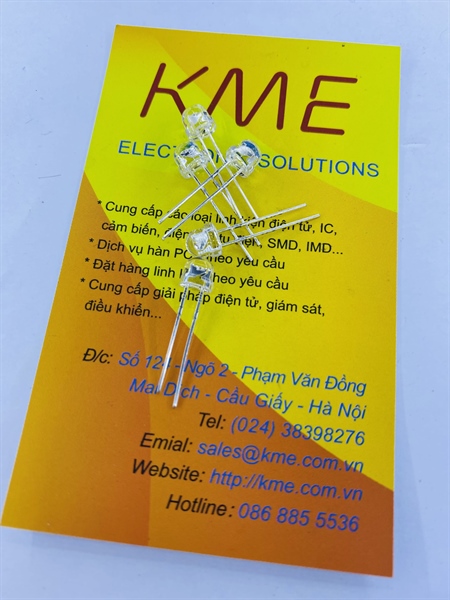 KME
SOLUTIONS
* Cung cấp các loại linh kiện điện tử, IC,
cảm biến, SMD, IMD...
* Dịch vụ hàn theo yêu cầu
* Đặt hàng linh theo yêu cầu
* Cung cấp giải pháp điện tử, giám sát,
điều khiển...
Đ/c: Số - Ngõ 2 - Phạm Văn Đồng
Mai Dịch - Cầu Giấy - Hà Nội
Tel: (024) 38398276
Emial: sales@kme.com.vn
Website: http://kme.com.vn
Hotline: 086 885 5536